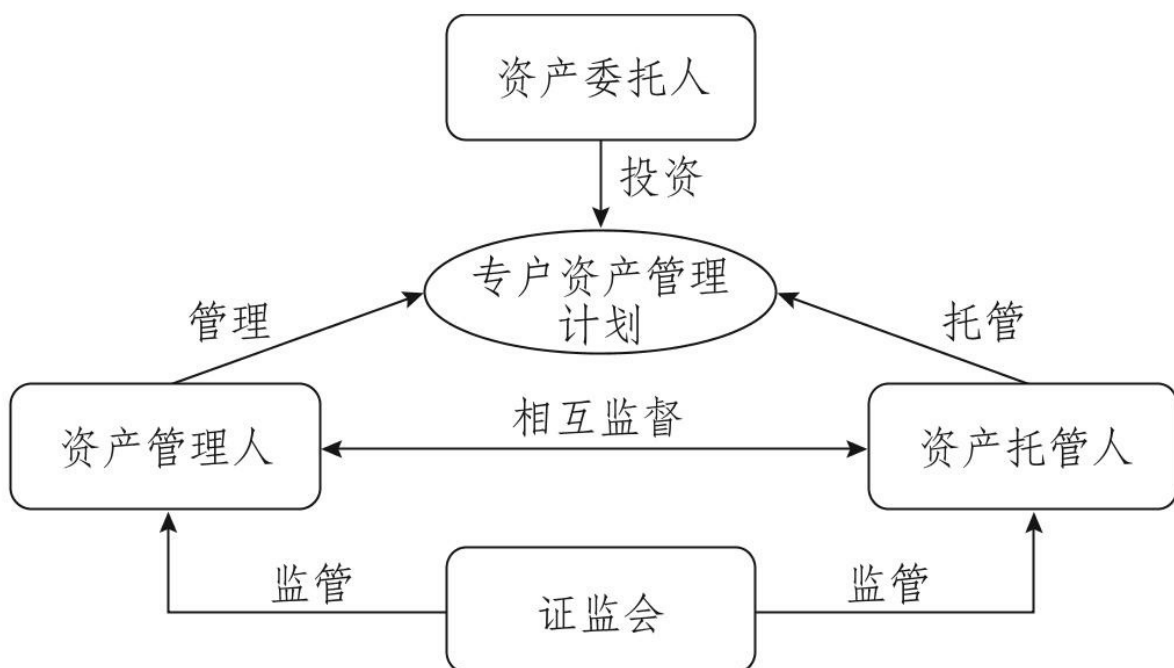 资产委托人
投资
专户资产管理
计划
管理
托管
相互监督
资产管理人
资产托管人
监管
证监会
监管